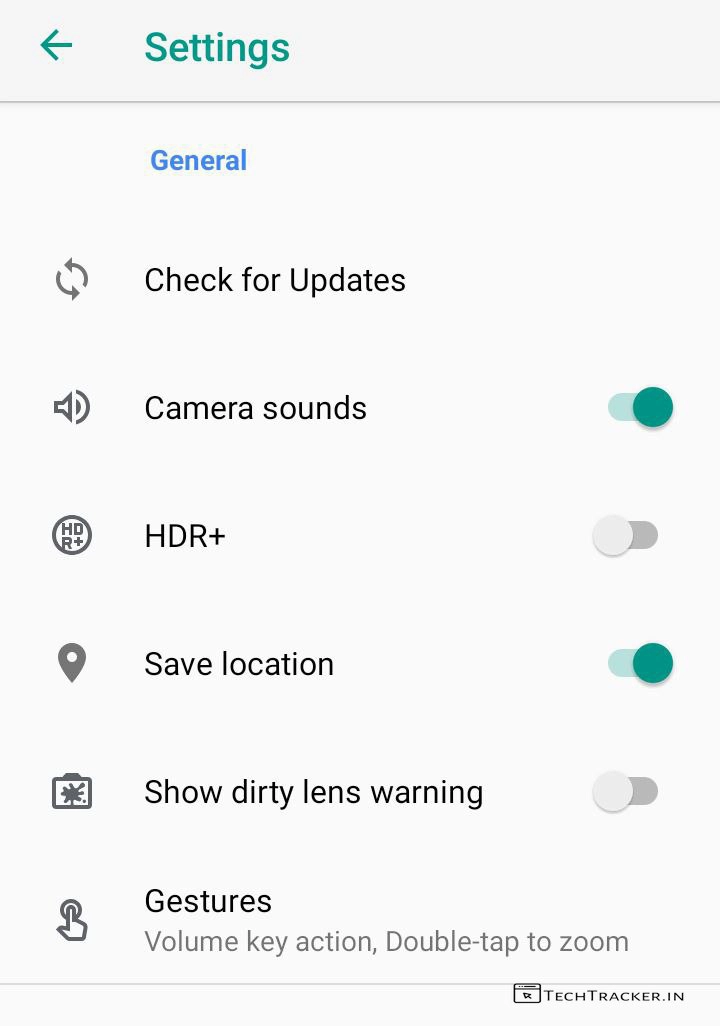 Settings
General
Check for Updates
Camera sounds
HD
R+
HDR+
Save location
Show dirty lens warning
Gestures
Volume key action, Double-tap to zoom
TECHTRACKER.IN